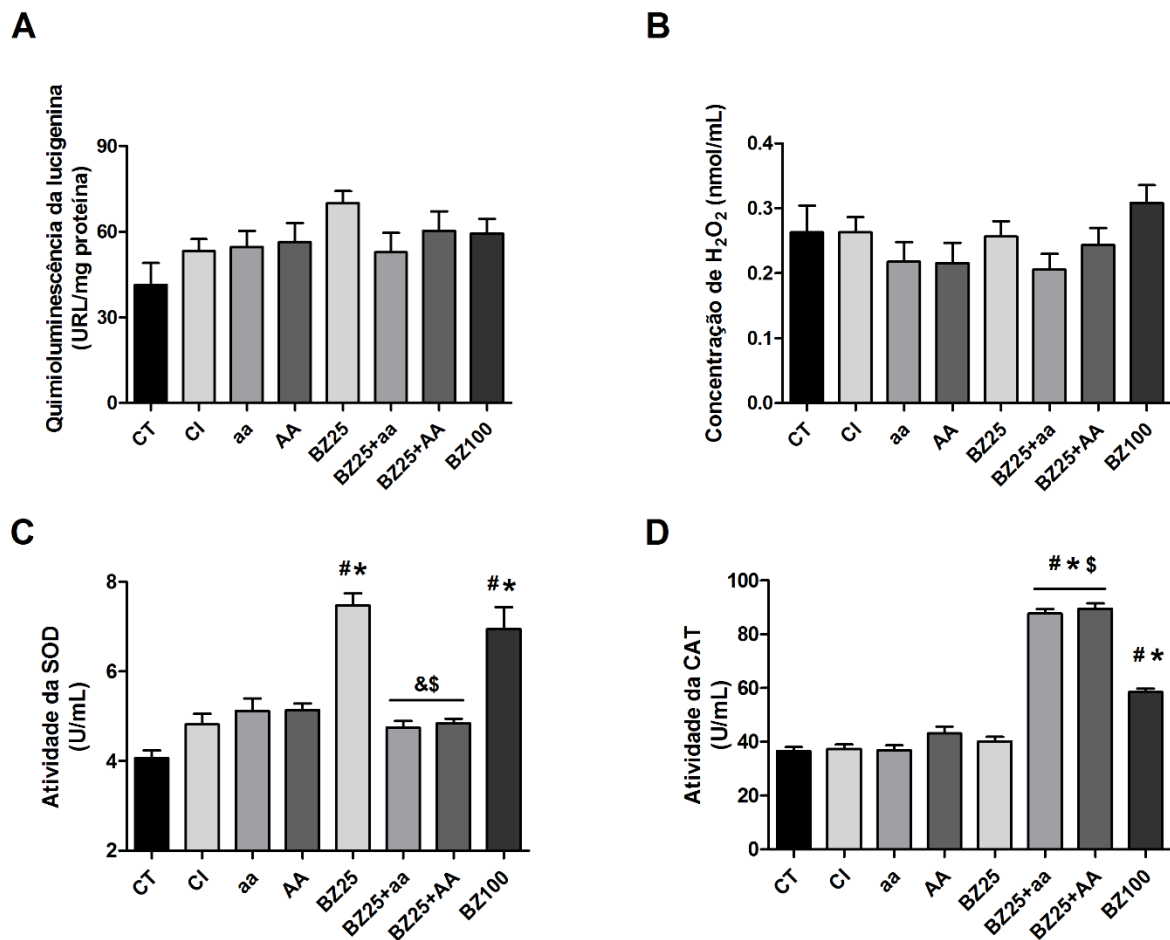 A
Quimioluminescência da lucigenina
(URL/mg proteína)
90
60
30
0
CT
CI
aa
AA
BZ25
BZ25+aa
BZ25+AA
BZ100
B
Concentração de H₂O₂ (nmol/mL)
0.4
0.3
0.2
0.1
0.0
CT
CI
aa
AA
BZ25
BZ25+aa
BZ25+AA
BZ100
C
Atividade da SOD
(U/mL)
8
6
4
2
#*
&$
#*
CT
CI
aa
AA
BZ25
BZ25+aa
BZ25+AA
BZ100
D
Atividade da CAT
(U/mL)
100
80
60
40
20
0
# * $
# *
CT
CI
aa
AA
BZ25
BZ25+aa
BZ25+AA
BZ100